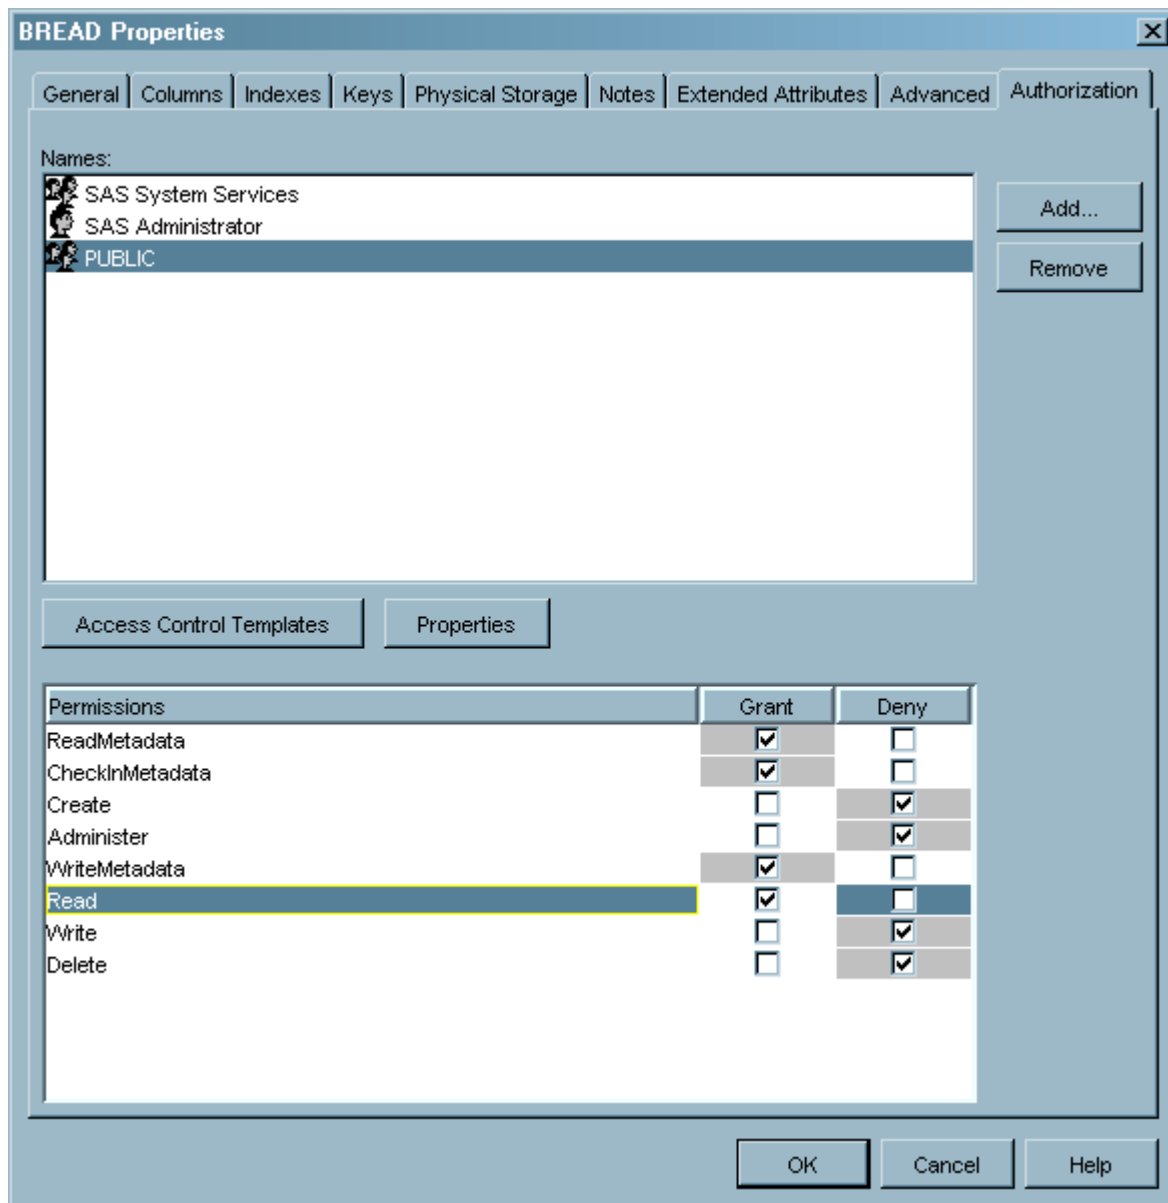 BREAD Properties
General Columns Indexes Keys Physical Storage Notes Extended Attributes Advanced Authorization
Names:
SAS System Services
SAS Administrator
PUBLIC
Add...
Remove
Access Control Templates Properties
Permissions Grant Deny
ReadMetadata
CheckInMetadata
Create
Administer
WriteMetadata
Read
Write
Delete
OK Cancel Help